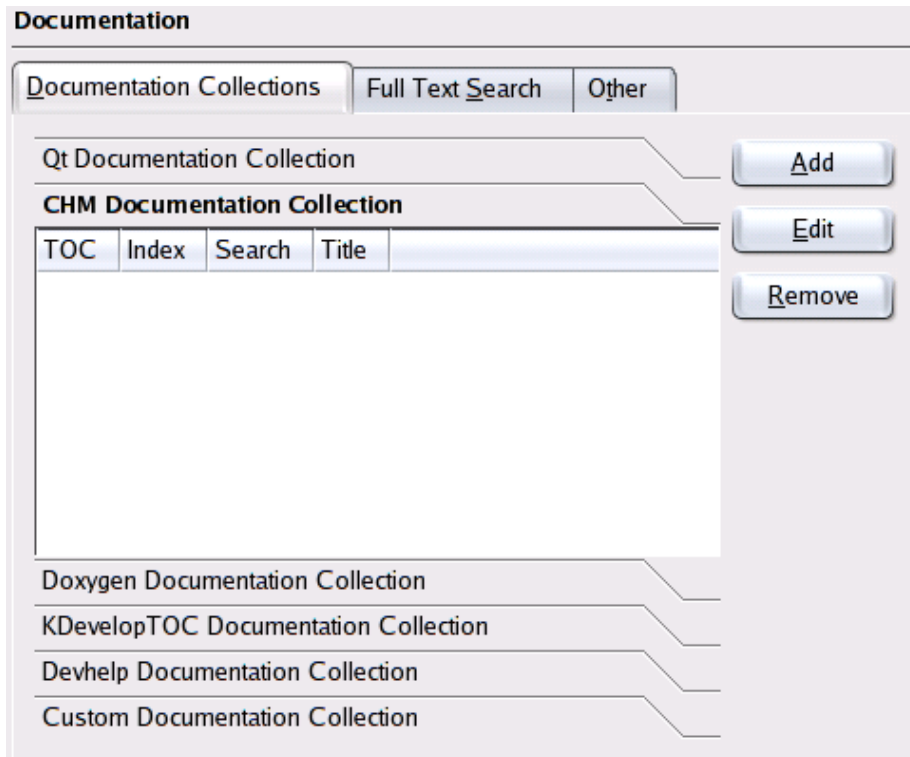 Documentation
Documentation Collections Full Text Search Other
Qt Documentation Collection
CHM Documentation Collection
TOC Index Search Title
Doxygen Documentation Collection
KDevelopTOC Documentation Collection
Devhelp Documentation Collection
Custom Documentation Collection
Add
Edit
Remove